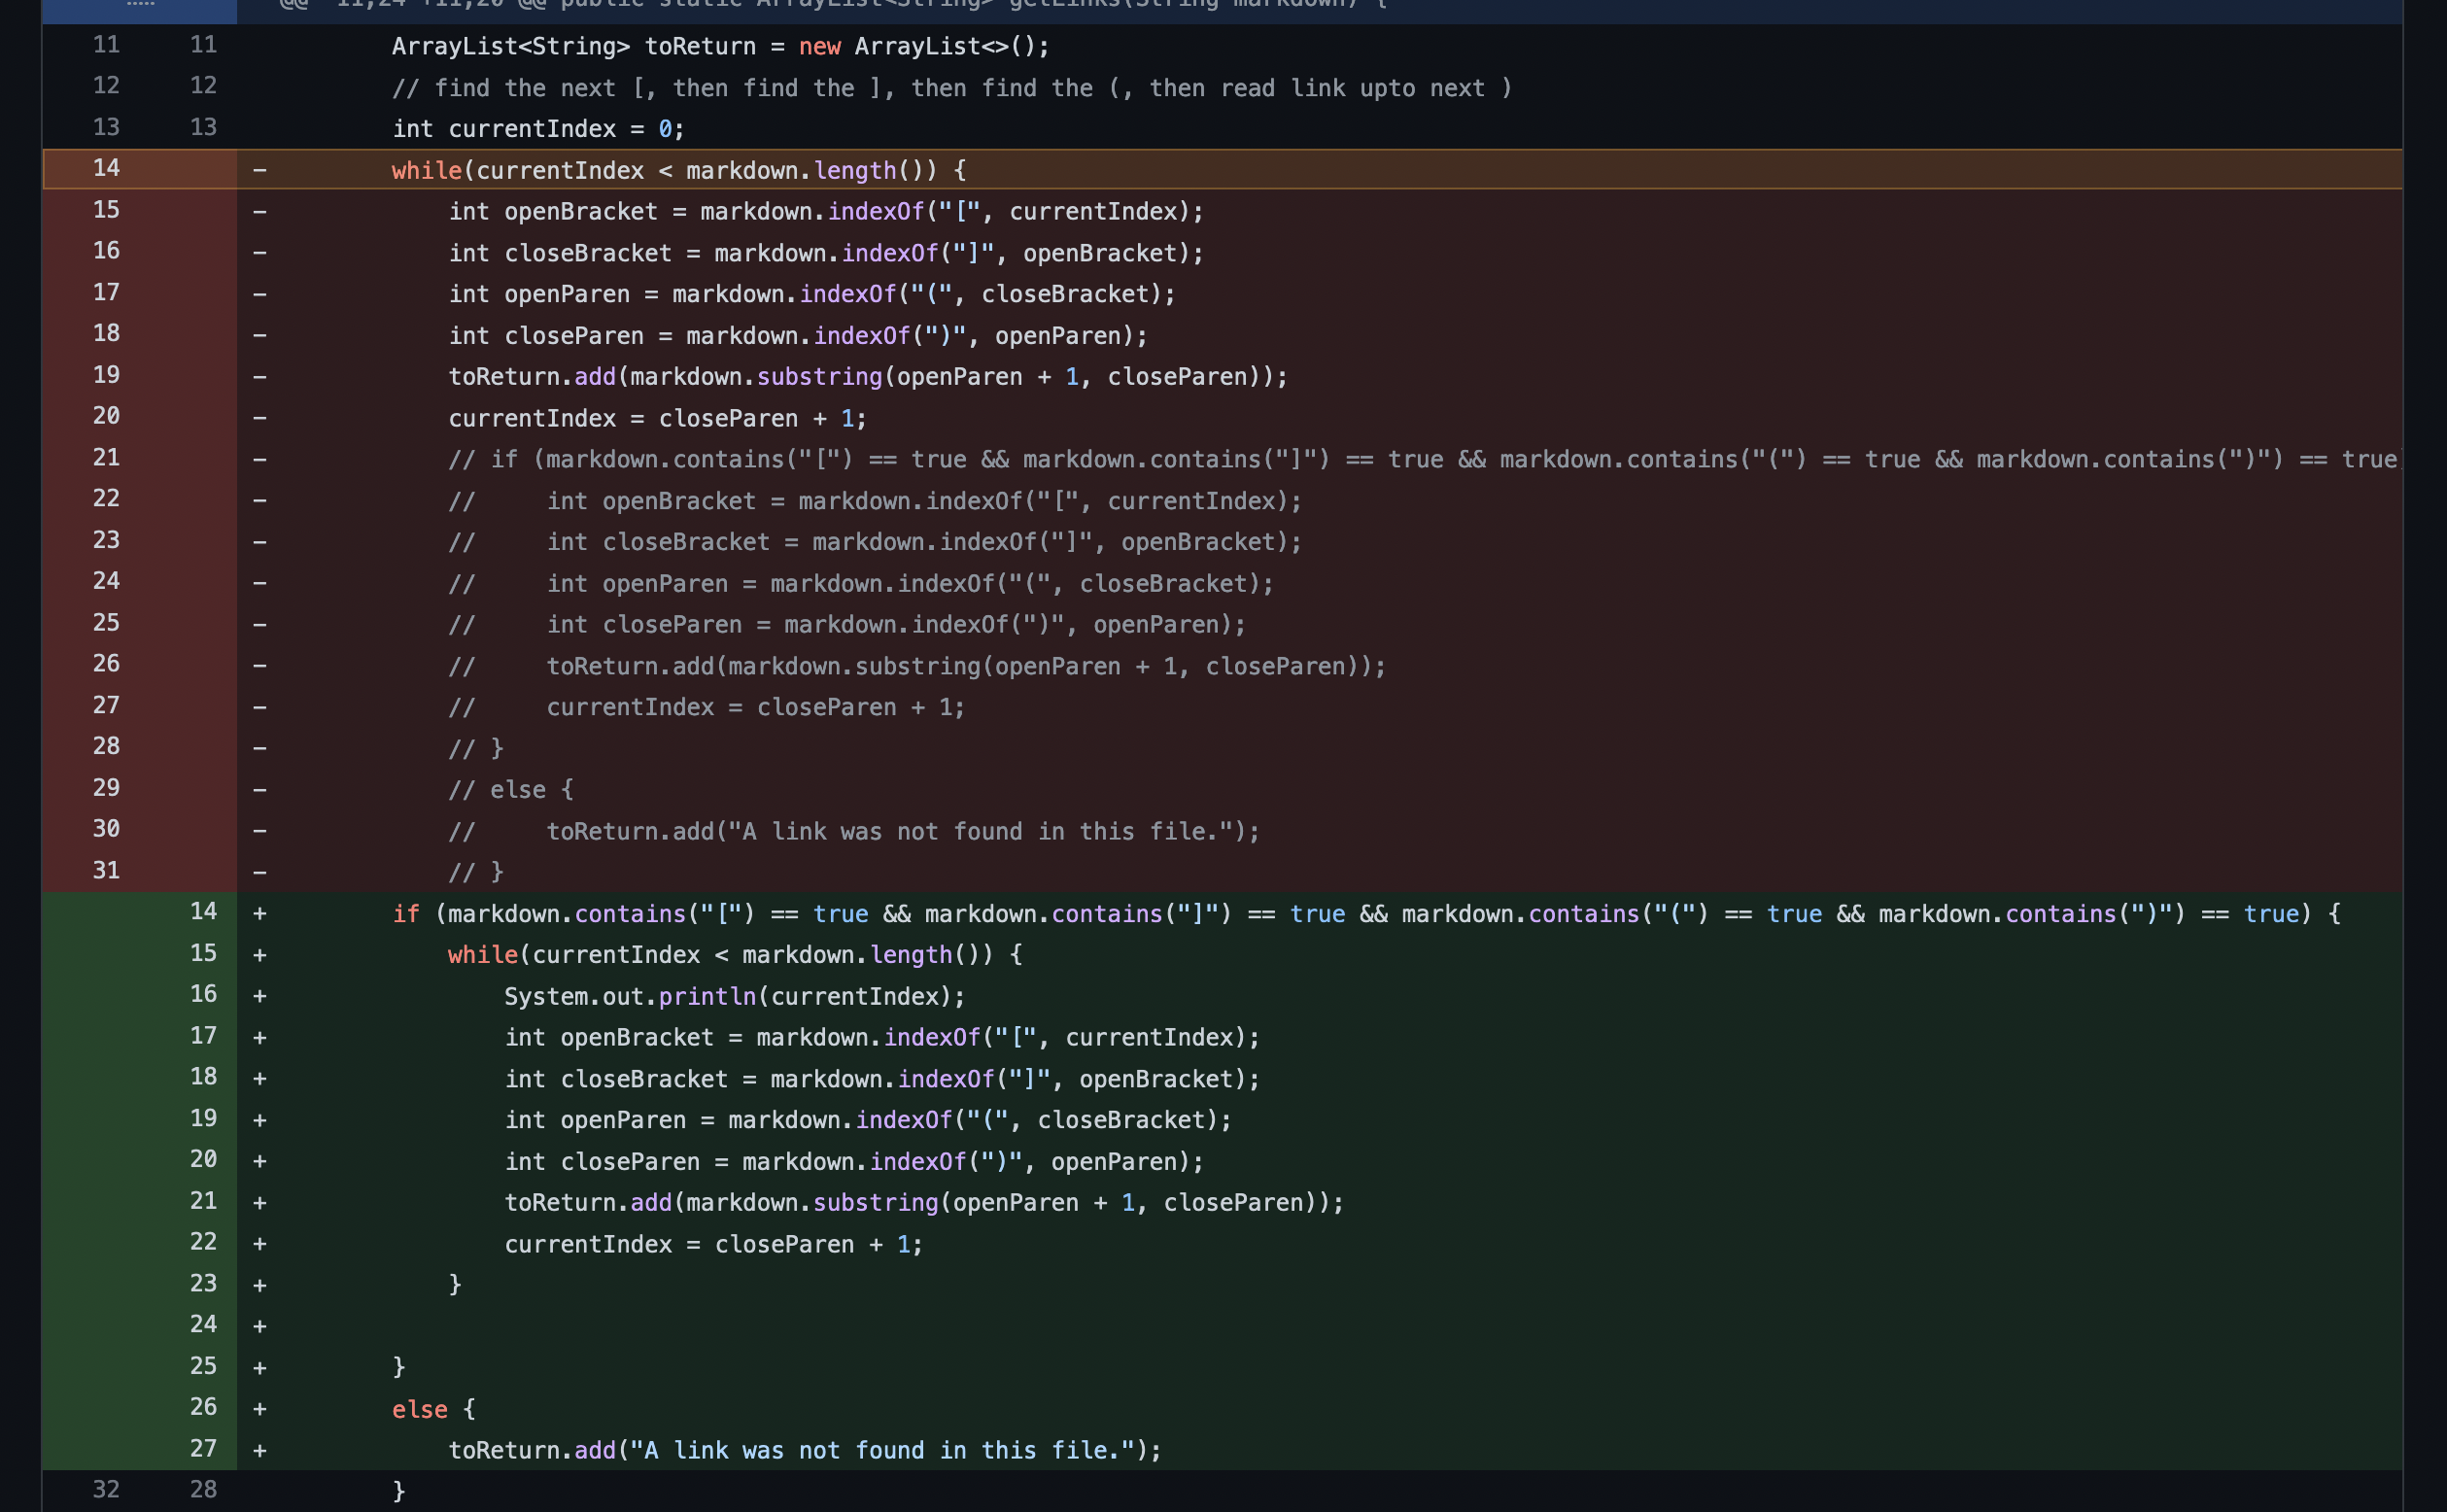 @@ -11,24 +11,20 @@ public static ArrayList<String> getLinks(String markdown) {
11 11 ArrayList<String> toReturn = new ArrayList<>();
12 12 // find the next [, then find the ], then find the (, then read link upto next )
13 13 int currentIndex = 0;
14 - while(currentIndex < markdown.length()) {
15 - int openBracket = markdown.indexOf("[", currentIndex);
16 - int closeBracket = markdown.indexOf("]", openBracket);
17 - int openParen = markdown.indexOf("(", closeBracket);
18 - int closeParen = markdown.indexOf(")", openParen);
19 - toReturn.add(markdown.substring(openParen + 1, closeParen));
20 - currentIndex = closeParen + 1;
21 - // if (markdown.contains("[") == true && markdown.contains("]") == true && markdown.contains("(") == true && markdown.contains(")") == true)
22 - // int openBracket = markdown.indexOf("[", currentIndex);
23 - // int closeBracket = markdown.indexOf("]", openBracket);
24 - // int openParen = markdown.indexOf("(", closeBracket);
25 - // int closeParen = markdown.indexOf(")", openParen);
26 - // toReturn.add(markdown.substring(openParen + 1, closeParen));
27 - // currentIndex = closeParen + 1;
28 - // }
29 - // else {
30 - // toReturn.add("A link was not found in this file.");
31 - // }
14 + if (markdown.contains("[") == true && markdown.contains("]") == true && markdown.contains("(") == true && markdown.contains(")") == true) {
15 + while(currentIndex < markdown.length()) {
16 + System.out.println(currentIndex);
17 + int openBracket = markdown.indexOf("[", currentIndex);
18 + int closeBracket = markdown.indexOf("]", openBracket);
19 + int openParen = markdown.indexOf("(", closeBracket);
20 + int closeParen = markdown.indexOf(")", openParen);
21 + toReturn.add(markdown.substring(openParen + 1, closeParen));
22 + currentIndex = closeParen + 1;
23 + }
24 +
25 + }
26 + else {
27 + toReturn.add("A link was not found in this file.");
32 28 }